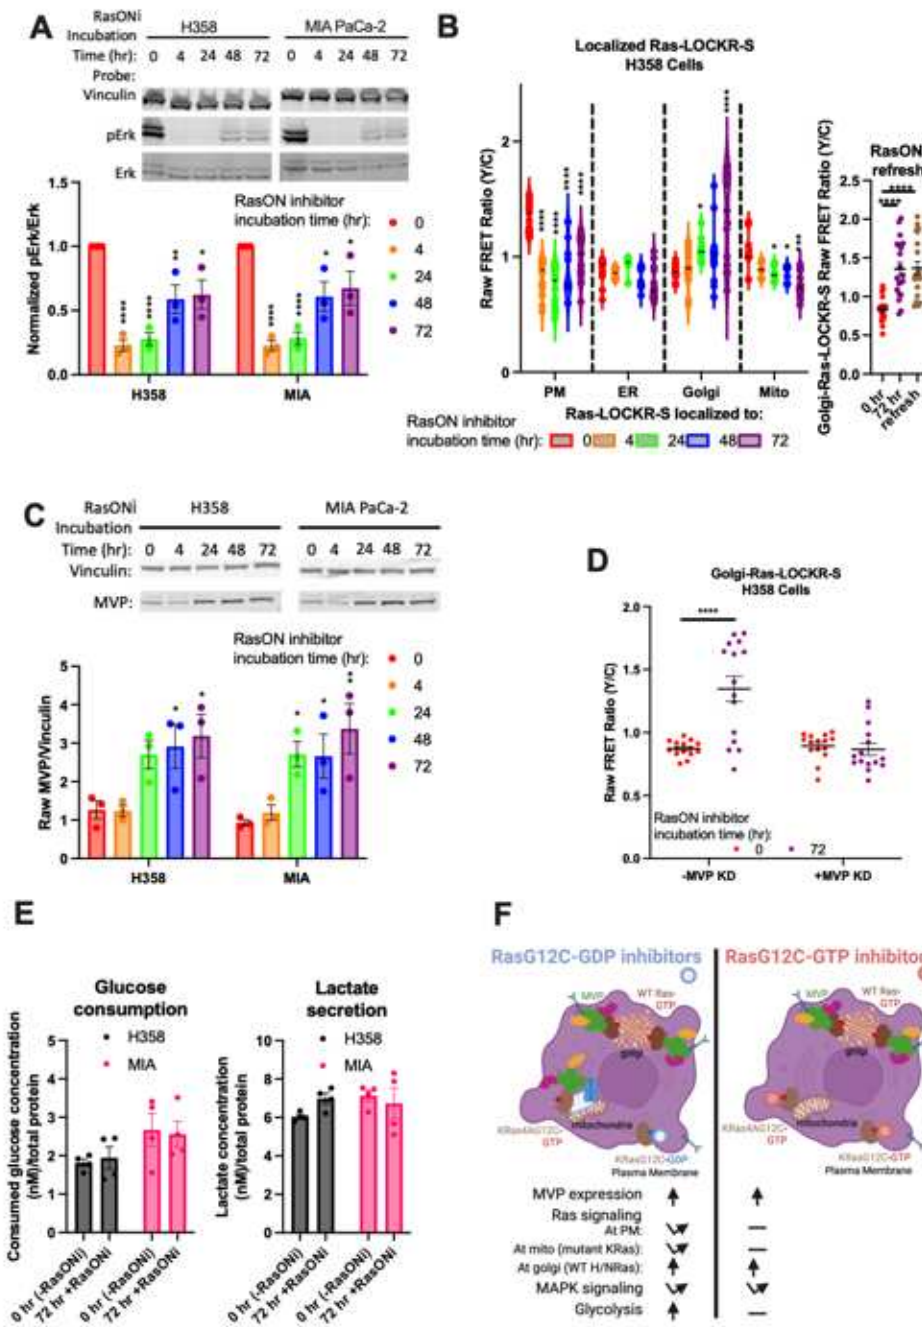 A
RasONi
Incubation
H358
MIA PaCa-2
Time (hr): 0 4 24 48 72 0 4 24 48 72
Probe:
Vinculin
pErk
Erk
RasON inhibitor
incubation time (hr):
0
4
24
48
72
Normalized pErk/Erk
1.5
1.0
0.5
0.0
**** **** ** * **** *** * *
H358
MIA
B
Localized Ras-LOCKR-S
H358 Cells
Raw FRET Ratio (Y/C)
2
1
0
PM
ER
Golgi
Mito
Ras-LOCKR-S localized to:
RasON inhibitor
incubation time (hr): 0 4 24 48 72
RasON
refresh
Golgi-Ras-LOCKR-S Raw FRET Ratio (Y/C)
2.5
2.0
1.5
1.0
0.5
0.0
****
****
0 hr
72 hr
refresh
C
RasONi
Incubation
H358
MIA PaCa-2
Time (hr): 0 4 24 48 72 0 4 24 48 72
Vinculin:
MVP:
RasON inhibitor
incubation time (hr):
0
4
24
48
72
Raw MVP/Vinculin
5
4
3
2
1
0
* * * * **
H358
MIA
D
Golgi-Ras-LOCKR-S
H358 Cells
****
Raw FRET Ratio (Y/C)
2.0
1.5
1.0
0.5
0.0
RasON inhibitor
incubation time (hr):
0 72
-MVP KD
+MVP KD
E
Glucose
consumption
H358
MIA
Consumed glucose concentration
(nM)/total protein)
5
4
3
2
1
0
0 hr (-RasONi)
72 hr +RasONi
0 hr (-RasONi)
72 hr +RasONi
Lactate
secretion
H358
MIA
Lactate concentration
(nM)/total protein)
10
8
6
4
2
0
0 hr (-RasONi)
72 hr +RasONi
0 hr (-RasONi)
72 hr +RasONi
F
RasG12C-GDP inhibitors
RasG12C-GTP inhibitor
MVP
WT Ras-
GTP
golgi
mitochondria
KRas4AG12C-
GTP
KRasG12C-GDP
Plasma Membrane
MVP
WT Ras-
GTP
golgi
mitochondria
KRas4AG12C-
GTP
KRasG12C-GTP
Plasma Membrane
MVP expression
Ras signaling
At PM:
At mito (mutant KRas):
At golgi (WT H/NRas):
MAPK signaling
Glycolysis